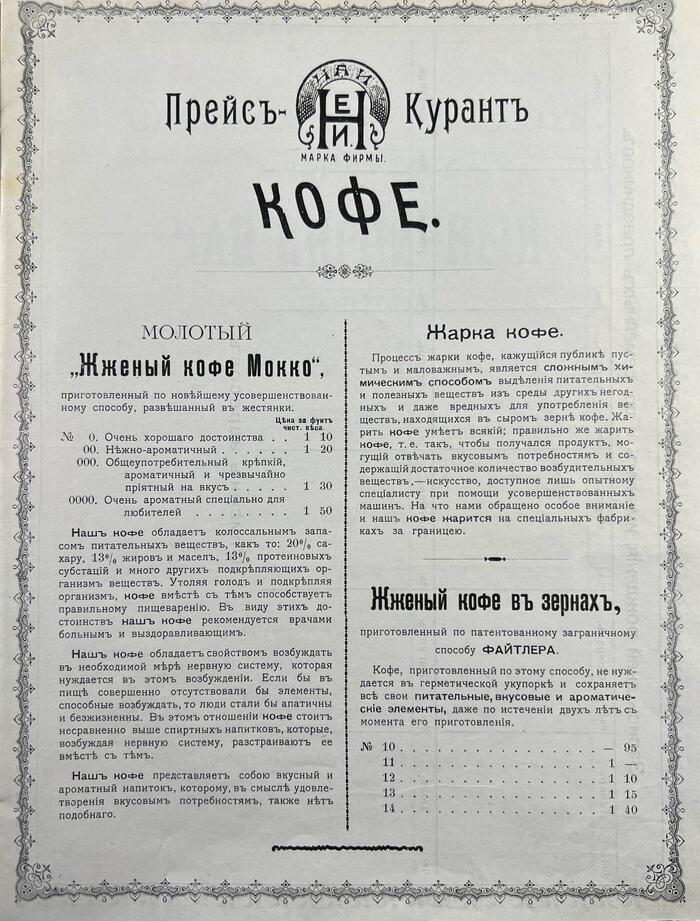 Прейсъ- Курантъ
ЧАИ
Е
Н Н
И.
МАРКА ФИРМЫ.
КОФЕ.
МОЛОТЫЙ
„Жженый кофе Мокко“,
приготовленный по новѣйшему усовершенствован-
ному способу, развѣшанный въ жестянки.
Цѣна за фунтъ
чист. вѣса.
№ 0. Очень хорошаго достоинства . . 1 10
00. Нѣжно-ароматичный . . . . . . 1 20
000. Общеупотребительный крѣпкій,
ароматичный и чрезвычайно
пріятный на вкусъ . . . . . 1 30
0000. Очень ароматный спеціально для
любителей . . . . . . . . 1 50
Нашъ кофе обладаетъ колоссальнымъ запа-
сомъ питательныхъ веществъ, какъ то: 20% са-
хару, 13% жировъ и маселъ, 13% протеиновыхъ
субстацій и много другихъ подкрѣпляющихъ ор-
ганизмъ веществъ. Утоляя голодъ и подкрѣпляя
организмъ, кофе вмѣстѣ съ тѣмъ способствуетъ
правильному пищеваренію. Въ виду этихъ до-
стоинствъ нашъ кофе рекомендуется врачами
больнымъ и выздоравливающимъ.
Нашъ кофе обладаетъ свойствомъ возбуждать
въ необходимой мѣрѣ нервную систему, которая
нуждается въ этомъ возбужденіи. Если бы въ
пищѣ совершенно отсутствовали бы элементы,
способные возбуждать, то люди стали бы апатичны
и безжизненны. Въ этомъ отношеніи кофе стоитъ
несравненно выше спиртныхъ напитковъ, которые,
возбуждая нервную систему, разстраиваютъ ее
вмѣстѣ съ тѣмъ.
Нашъ кофе представляетъ собою вкусный и
ароматный напитокъ, которому, въ смыслѣ удовле-
творенія вкусовымъ потребностямъ, также нѣтъ
подобнаго.
Жарка кофе.
Процессъ жарки кофе, кажущійся публикѣ пус-
тымъ и маловажнымъ, является сложнымъ хи-
мическимъ способомъ выдѣленія питательныхъ
и полезныхъ веществъ изъ среды другихъ негод-
ныхъ и даже вредныхъ для употребленія ве-
ществъ, находящихся въ сыромъ зернѣ кофе. Жа-
рить кофе умѣетъ всякій; правильно же жарить
кофе, т. е. такъ, чтобы получался продуктъ, мо-
гущій отвѣчать вкусовымъ потребностямъ и со-
держащій достаточное количество возбудительныхъ
веществъ,—искусство, доступное лишь опытному
спеціалисту при помощи усовершенствованныхъ
машинъ. На что нами обращено особое вниманіе
и нашъ кофе жарится на спеціальныхъ фабри-
кахъ за границею.
Жженый кофе въ зернахъ,
приготовленный по патентованному заграничному
способу ФАЙТЛЕРА.
Кофе, приготовленный по этому способу, не нуж-
дается въ герметической укупоркѣ и сохраняетъ
всѣ свои питательные, внусовые и ароматиче-
скіе элементы, даже по истеченіи двухъ лѣтъ съ
момента его приготовленія.
№ 10 . . . . . . . . . . . . . . . . — 95
11 . . . . . . . . . . . . . . . . 1 —
12 . . . . . . . . . . . . . . . . 1 10
13 . . . . . . . . . . . . . . . . 1 15
14 . . . . . . . . . . . . . . . . 1 40